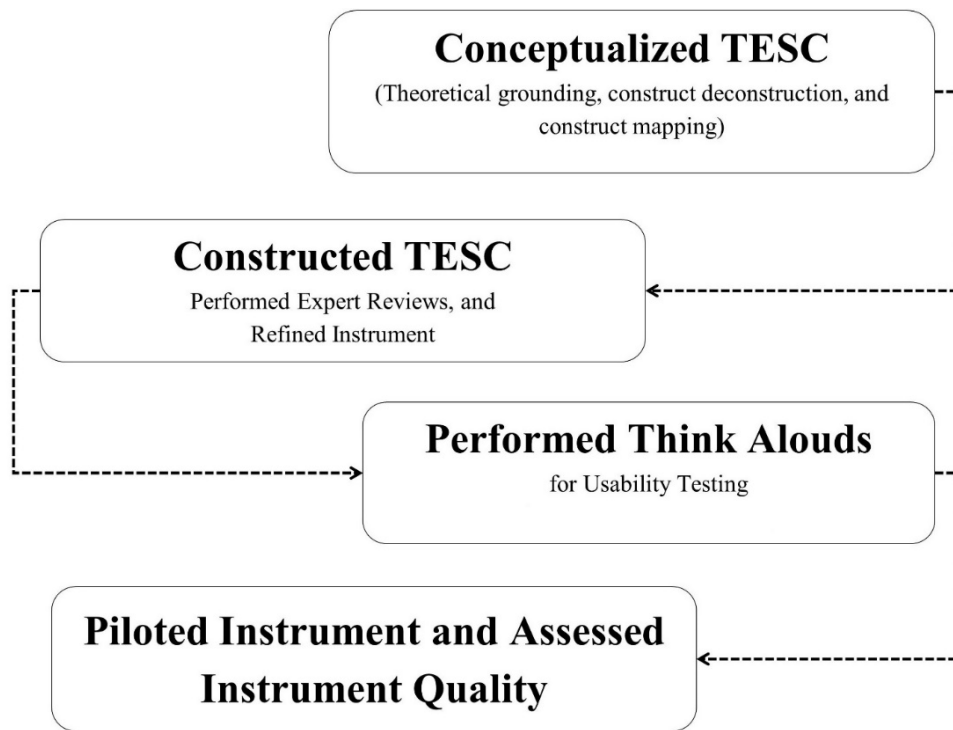 Conceptualized TESC
(Theoretical grounding, construct deconstruction, and
construct mapping)
Constructed TESC
Performed Expert Reviews, and
Refined Instrument
Performed Think Alouds
for Usability Testing
Piloted Instrument and Assessed
Instrument Quality